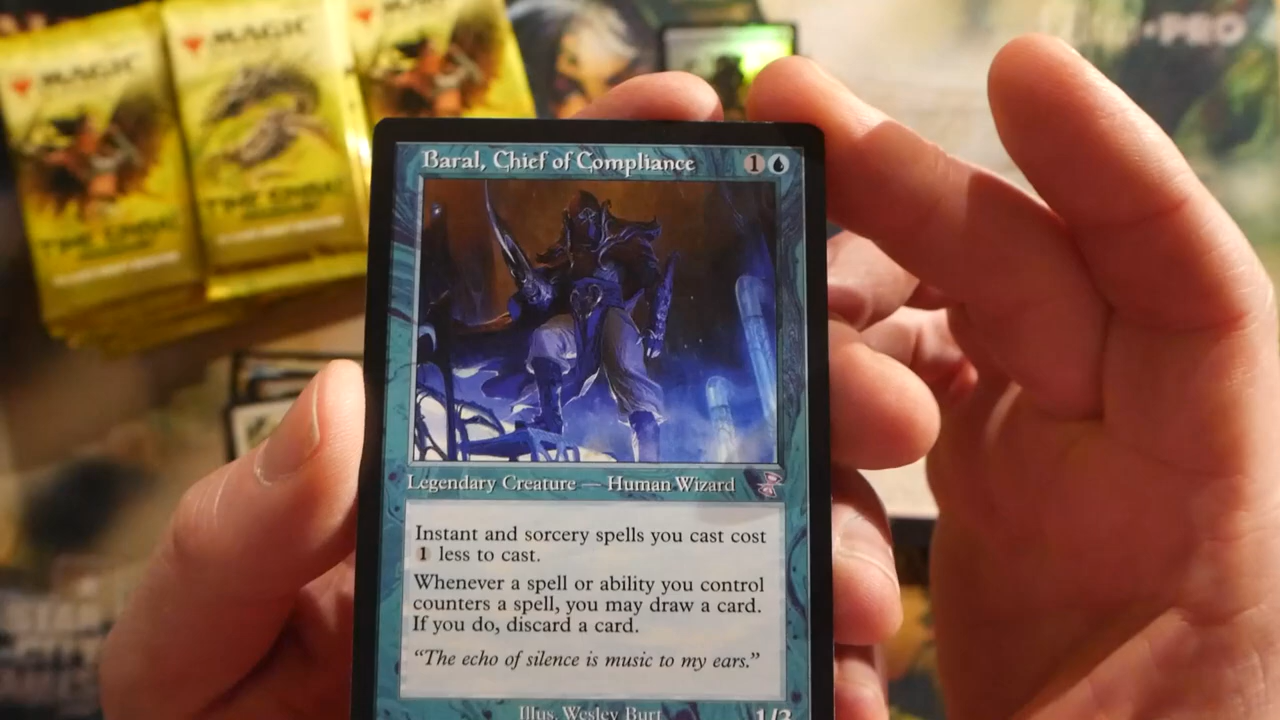 MAGIC
MAGIC
PRO
Baral, Chief of Compliance 1
Legendary Creature — Human Wizard
Instant and sorcery spells you cast cost
1 less to cast.
Whenever a spell or ability you control
counters a spell, you may draw a card.
If you do, discard a card.
“The echo of silence is music to my ears.”
Illus. Wesley Burt
1/3